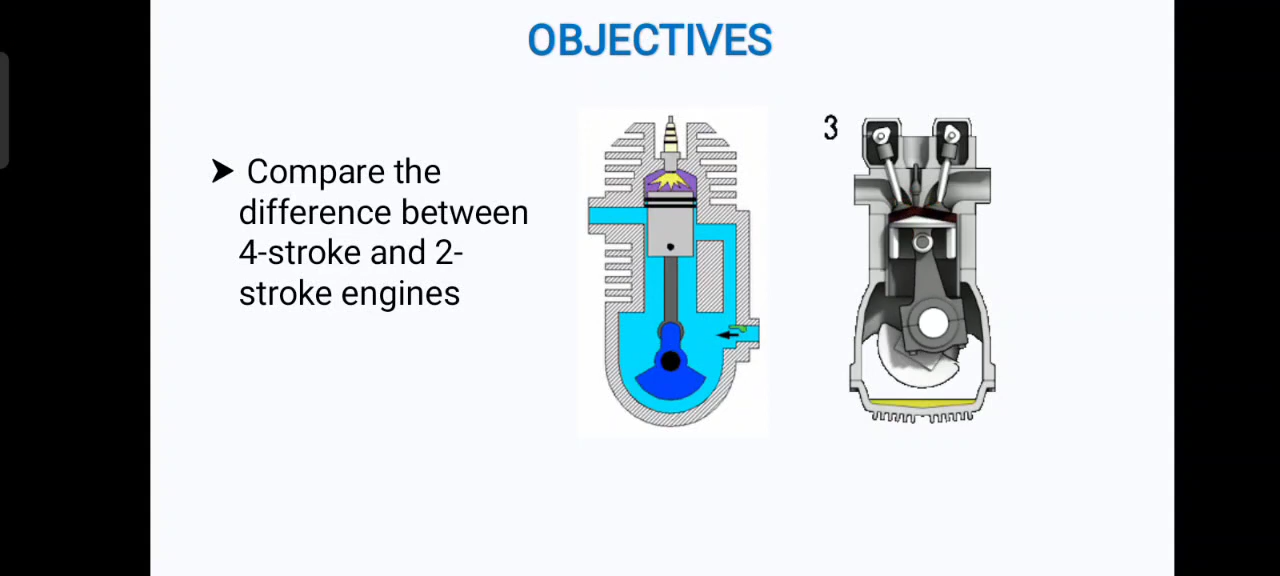 OBJECTIVES
➤ Compare the
difference between
4-stroke and 2-
stroke engines
3